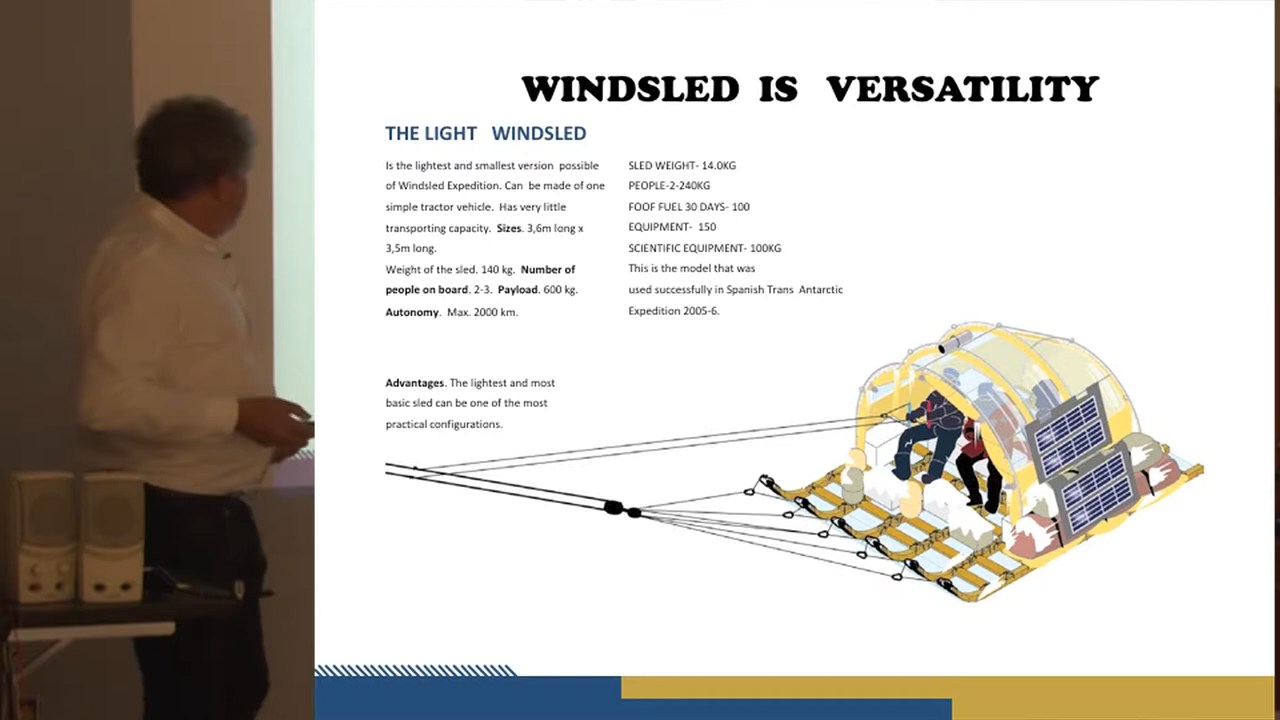 WINDSLED IS VERSATILITY
THE LIGHT WINDSLED
Is the lightest and smallest version possible
of Windsled Expedition. Can be made of one
simple tractor vehicle. Has very little
transporting capacity. Sizes. 3,6m long x
3,5m long.
Weight of the sled. 140 kg. Number of
people on board. 2-3. Payload. 600 kg.
Autonomy. Max. 2000 km.
Advantages. The lightest and most
basic sled can be one of the most
practical configurations.
SLED WEIGHT- 14.0KG
PEOPLE-2-240KG
FOOF FUEL 30 DAYS- 100
EQUIPMENT- 150
SCIENTIFIC EQUIPMENT- 100KG
This is the model that was
used successfully in Spanish Trans Antarctic
Expedition 2005-6.